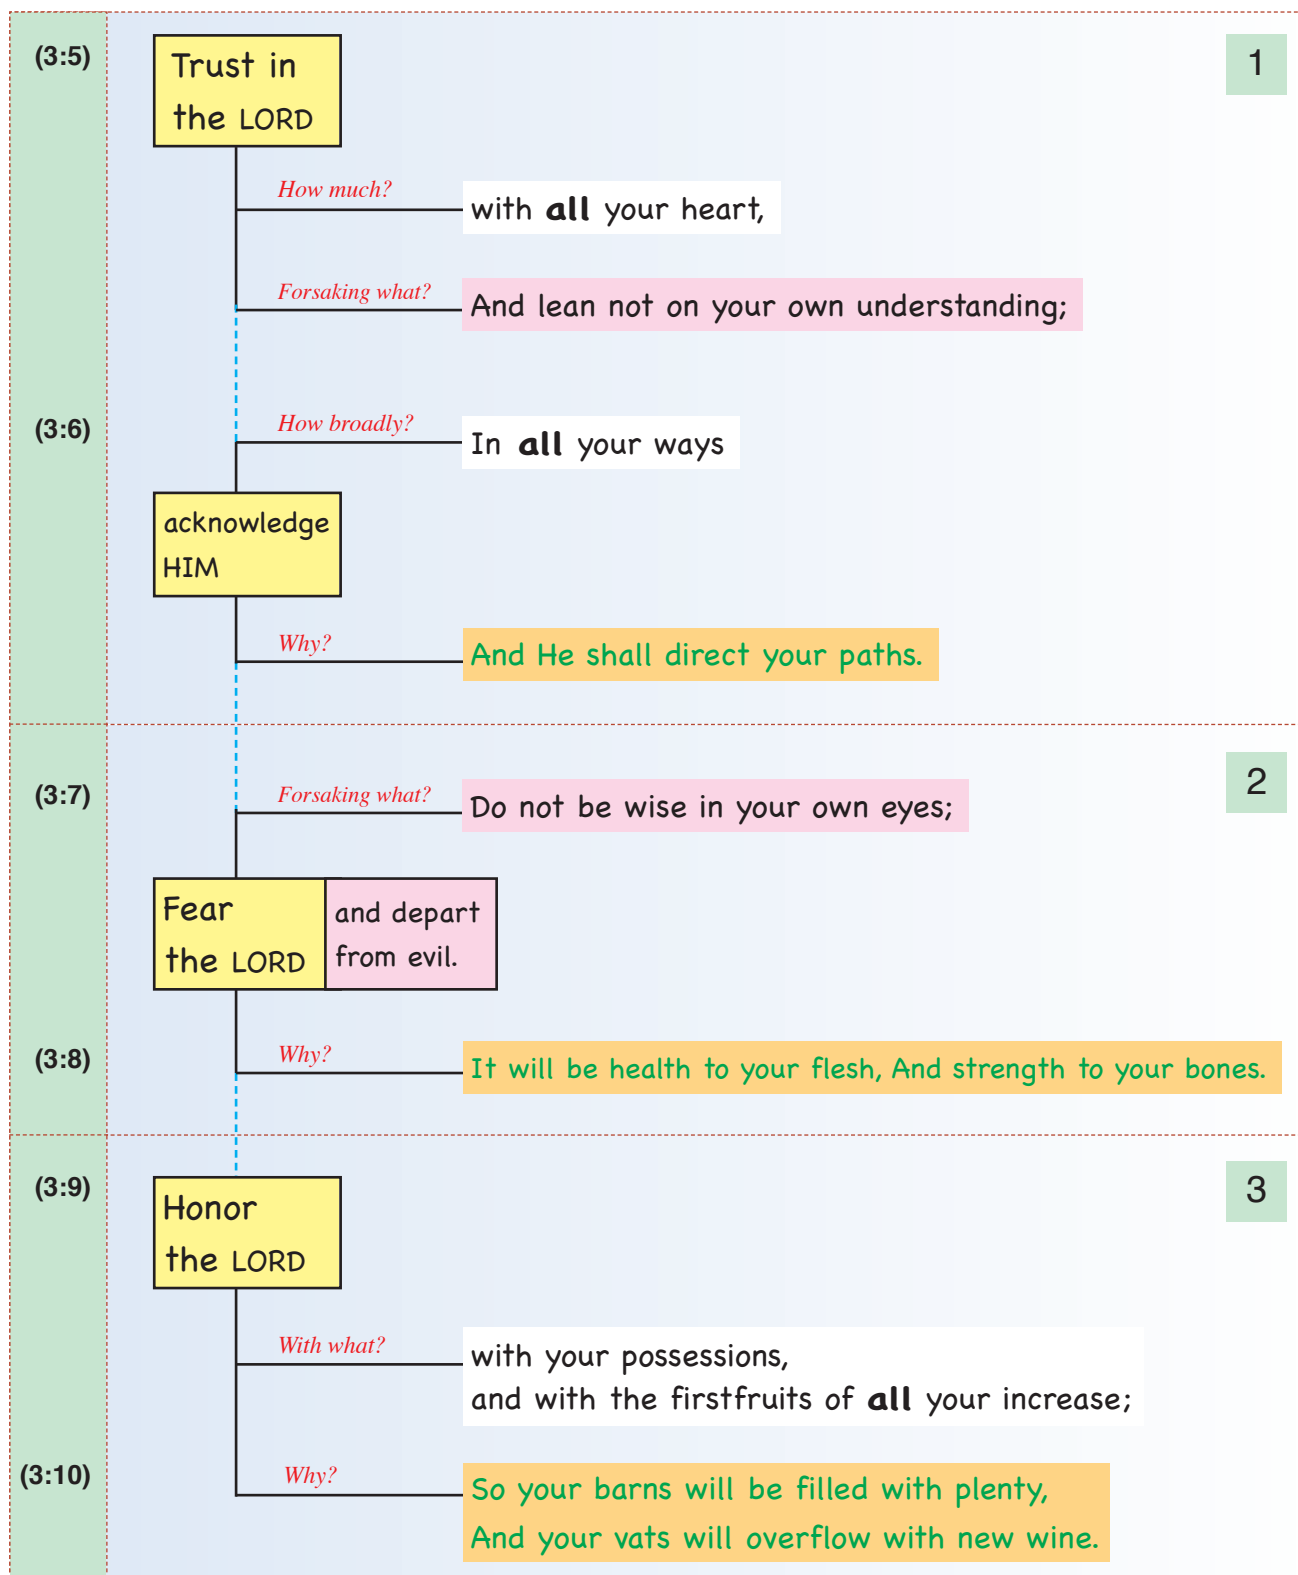 (3:5)
1
Trust in
the LORD
How much?
with all your heart,
Forsaking what?
And lean not on your own understanding;
(3:6)
How broadly?
In all your ways
acknowledge
HIM
Why?
And He shall direct your paths.
2
(3:7)
Forsaking what?
Do not be wise in your own eyes;
Fear
the LORD
and depart
from evil.
(3:8)
Why?
It will be health to your flesh, And strength to your bones.
(3:9)
3
Honor
the LORD
With what?
with your possessions,
and with the firstfruits of all your increase;
(3:10)
Why?
So your barns will be filled with plenty,
And your vats will overflow with new wine.